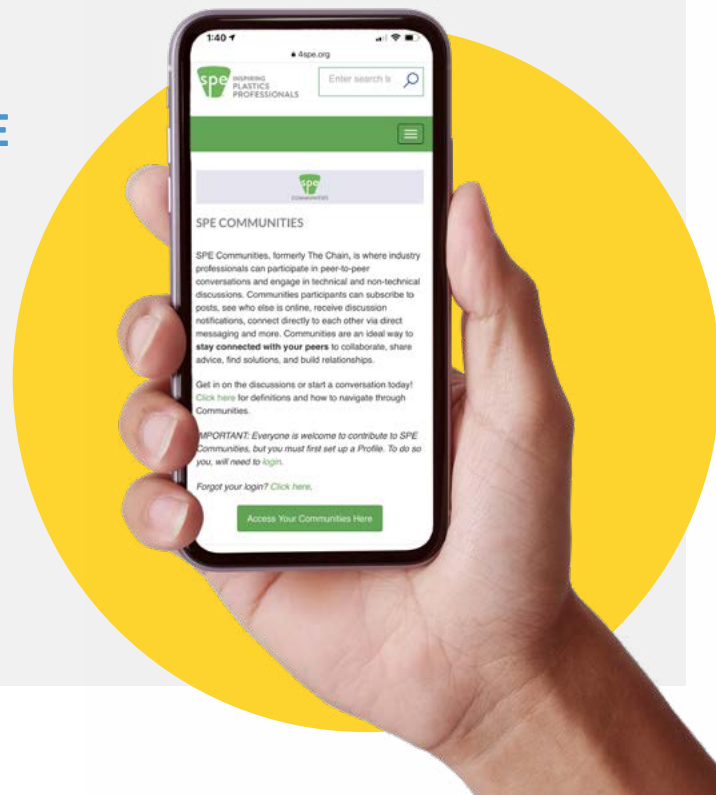 E
1:40
4spe.org
spe INSPIRING
PLASTICS
PROFESSIONALS
Enter search t
spe
COMMUNITIES
SPE COMMUNITIES
SPE Communities, formerly The Chain, is where industry
professionals can participate in peer-to-peer
conversations and engage in technical and non-technical
discussions. Communities participants can subscribe to
posts, see who else is online, receive discussion
notifications, connect directly to each other via direct
messaging and more. Communities are an ideal way to
stay connected with your peers to collaborate, share
advice, find solutions, and build relationships.
Get in on the discussions or start a conversation today!
Click here for definitions and how to navigate through
Communities.
IMPORTANT: Everyone is welcome to contribute to SPE
Communities, but you must first set up a Profile. To do so
you, will need to login.
Forgot your login? Click here.
Access Your Communities Here